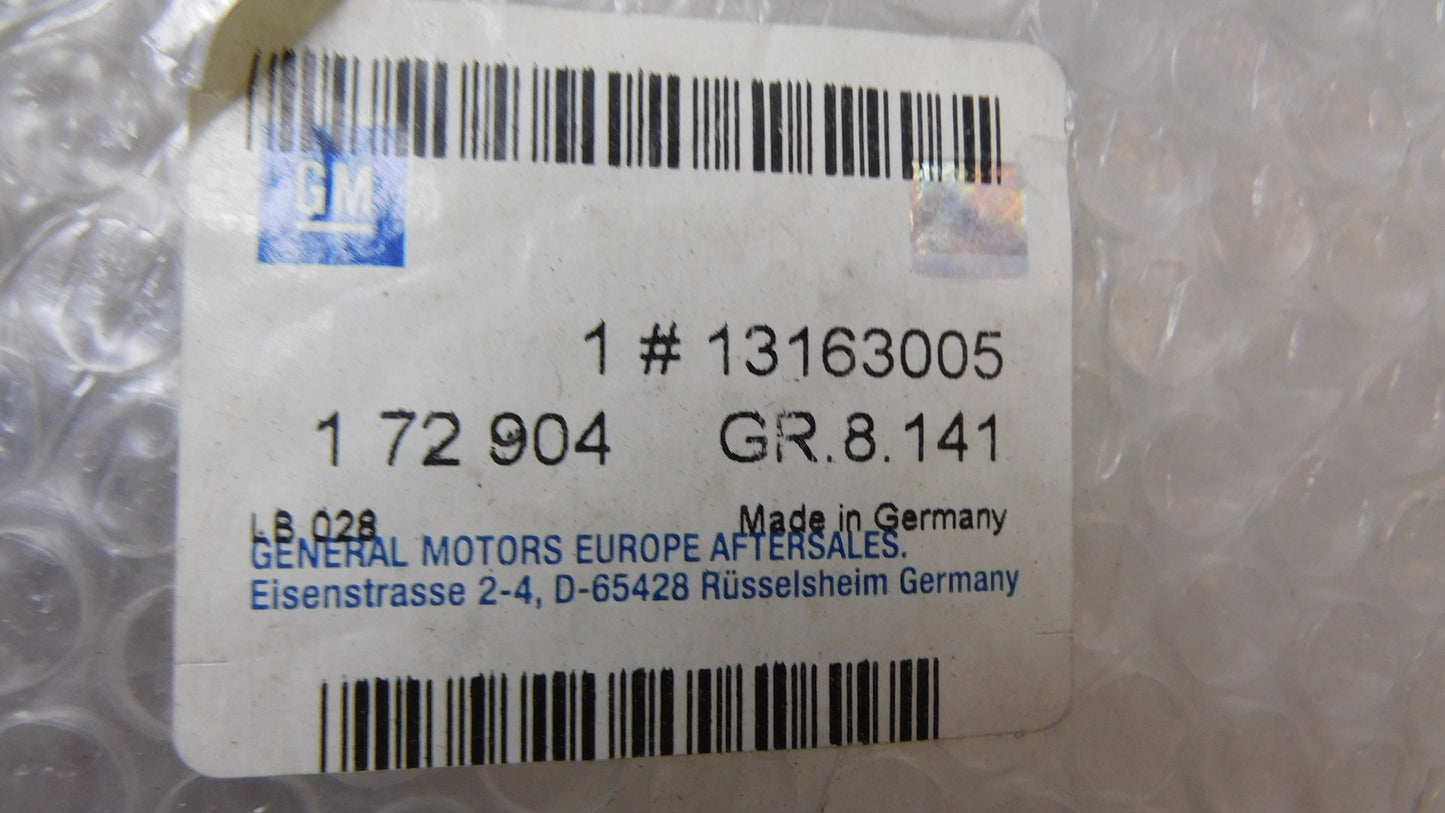 GM
1 # 13163005
1 72 904 GR.8.141
LB 028 Made in Germany
GENERAL MOTORS EUROPE AFTERSALES.
Eisenstrasse 2-4, D-65428 Rüsselsheim Germany